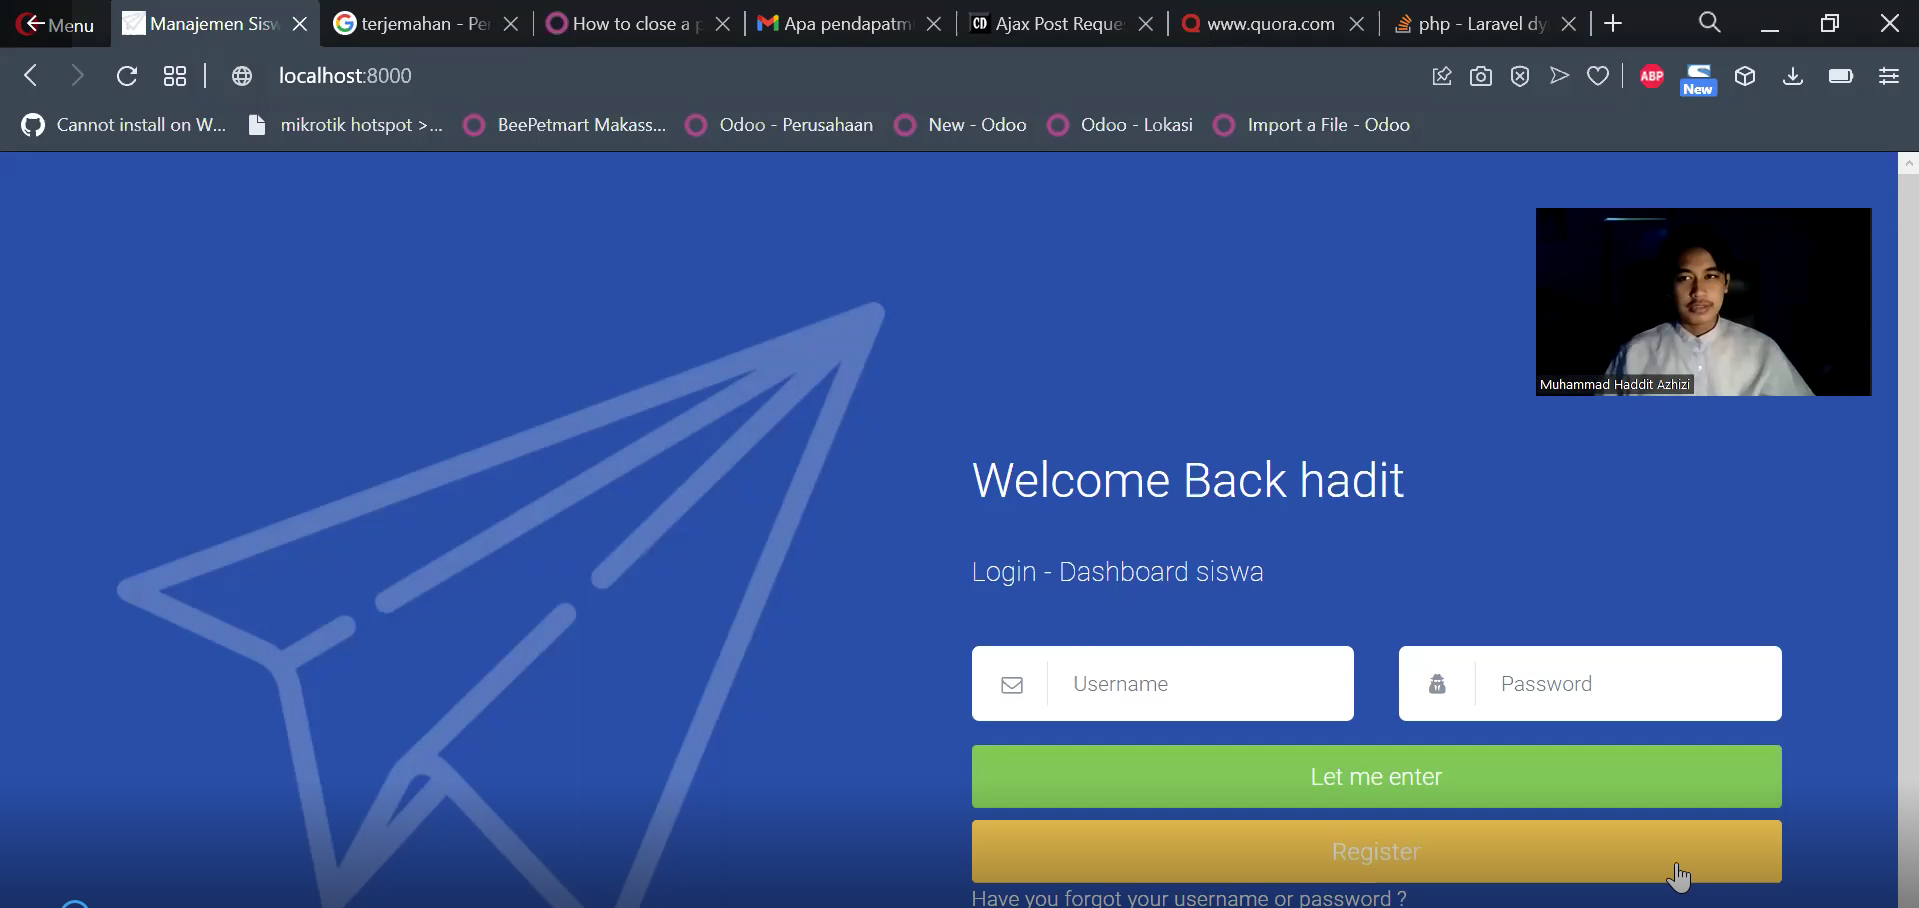 Menu
Manajemen Sisw
terjemahan - Pe
How to close a p
Apa pendapatm
CD
Ajax Post Reque
www.quora.com
php - Laravel dy
localhost:8000
ABP
New
Cannot install on W...
mikrotik hotspot >...
BeePetmart Makass...
Odoo - Perusahaan
New - Odoo
Odoo - Lokasi
Import a File - Odoo
Muhammad Haddit Azhizi
Welcome Back hadit
Login - Dashboard siswa
Username
Password
Let me enter
Register
Have you forgot your username or password ?